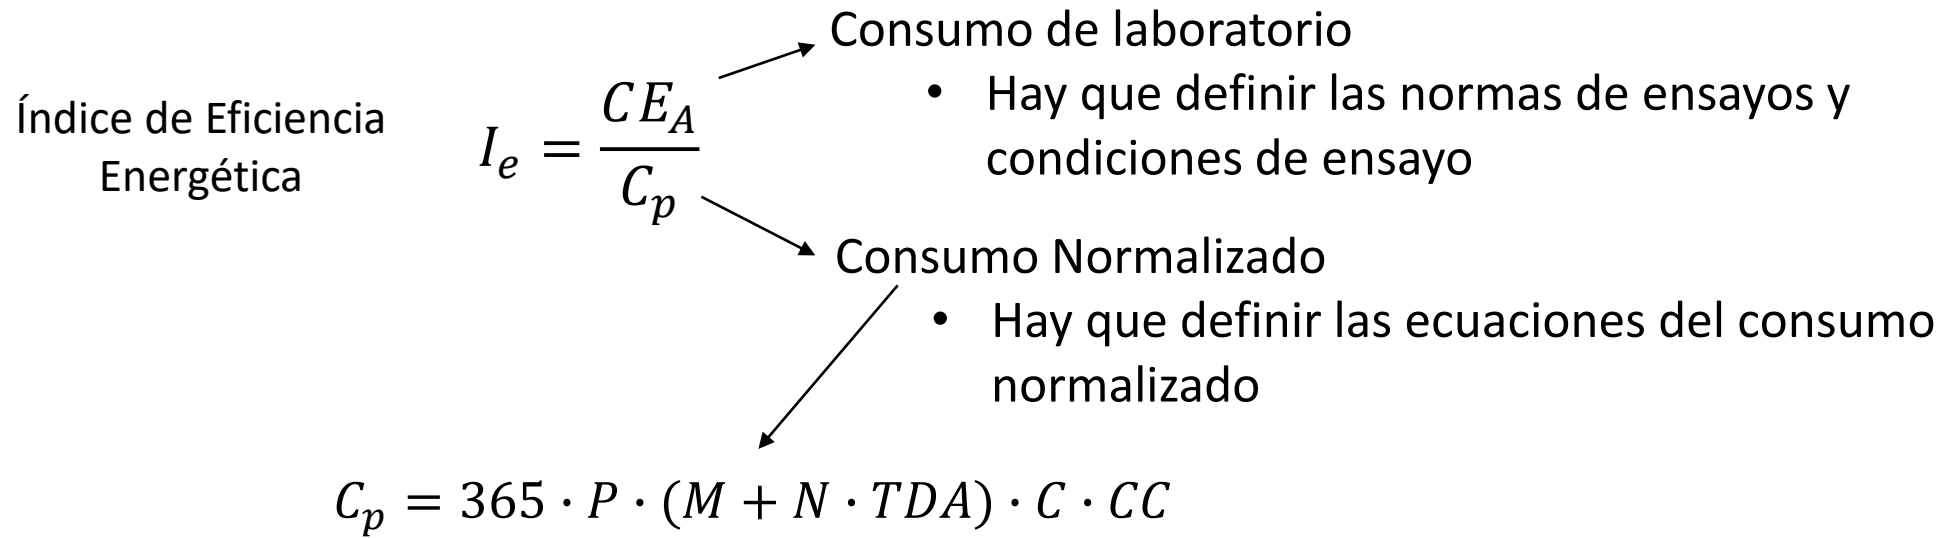 Consumo de laboratorio
• Hay que definir las normas de ensayos y
condiciones de ensayo
Índice de Eficiencia
Energética
I_e = CE_A / C_p
Consumo Normalizado
• Hay que definir las ecuaciones del consumo
normalizado
C_p = 365 · P · (M + N · TDA) · C · CC